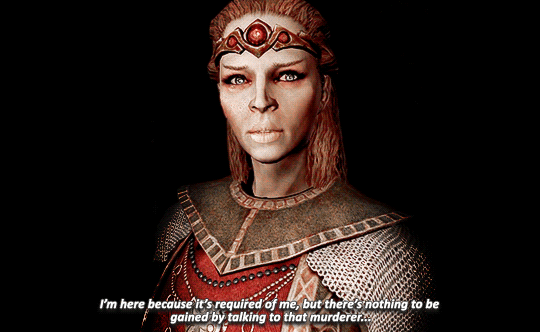 I'm here because it's required of me, but there's nothing to be
gained by talking to that murderer...